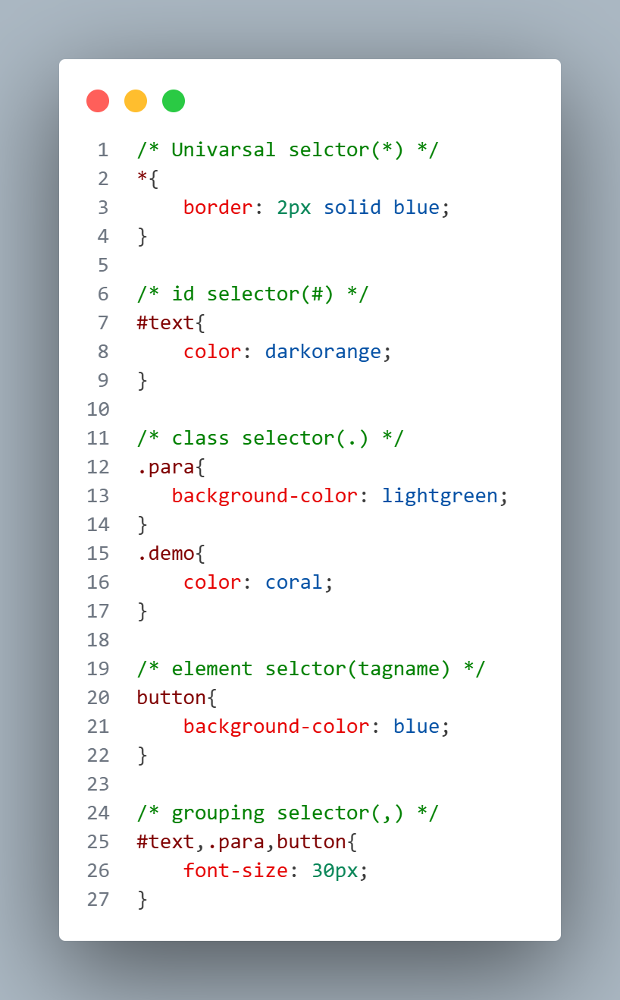 1 /* Univarsal selctor(*) */
2 *{
3     border: 2px solid blue;
4 }
5
6 /* id selector(#) */
7 #text{
8     color: darkorange;
9 }
10
11 /* class selector(.) */
12 .para{
13    background-color: lightgreen;
14 }
15 .demo{
16     color: coral;
17 }
18
19 /* element selctor(tagname) */
20 button{
21     background-color: blue;
22 }
23
24 /* grouping selector(,) */
25 #text,.para,button{
26     font-size: 30px;
27 }